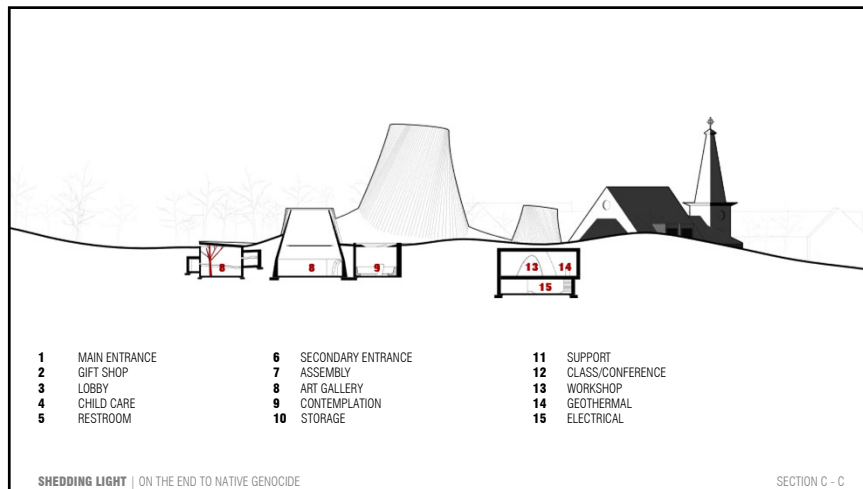 8
8
9
13
14
15
1 MAIN ENTRANCE
2 GIFT SHOP
3 LOBBY
4 CHILD CARE
5 RESTROOM
6 SECONDARY ENTRANCE
7 ASSEMBLY
8 ART GALLERY
9 CONTEMPLATION
10 STORAGE
11 SUPPORT
12 CLASS/CONFERENCE
13 WORKSHOP
14 GEOTHERMAL
15 ELECTRICAL
SHEDDING LIGHT | ON THE END TO NATIVE GENOCIDE
SECTION C - C